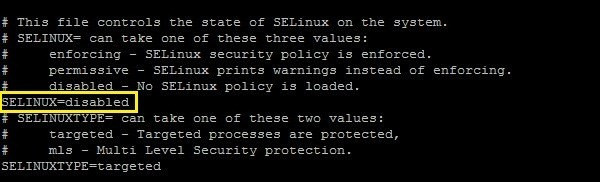 # This file controls the state of SELinux on the system.
# SELINUX= can take one of these three values:
#     enforcing - SELinux security policy is enforced.
#     permissive - SELinux prints warnings instead of enforcing.
#     disabled - No SELinux policy is loaded.
SELINUX=disabled
# SELINUXTYPE= can take one of these two values:
#     targeted - Targeted processes are protected,
#     mls - Multi Level Security protection.
SELINUXTYPE=targeted